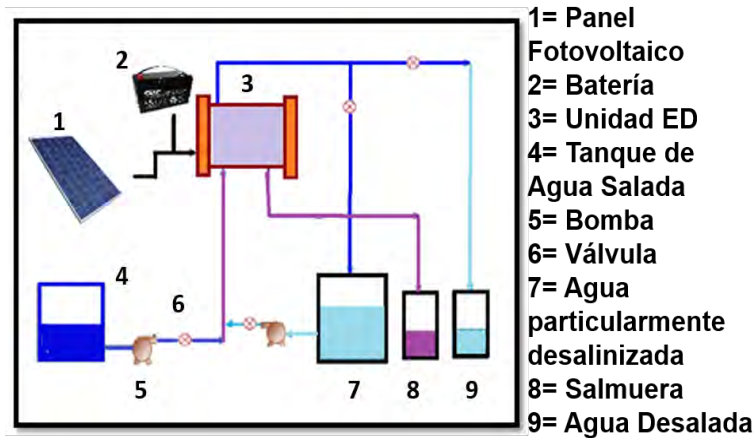 1= Panel
Fotovoltaico
2= Batería
3= Unidad ED
4= Tanque de
Agua Salada
5= Bomba
6= Válvula
7= Agua
particularmente
desalinizada
8= Salmuera
9= Agua Desalada
1
2
3
4
5
6
7
8
9